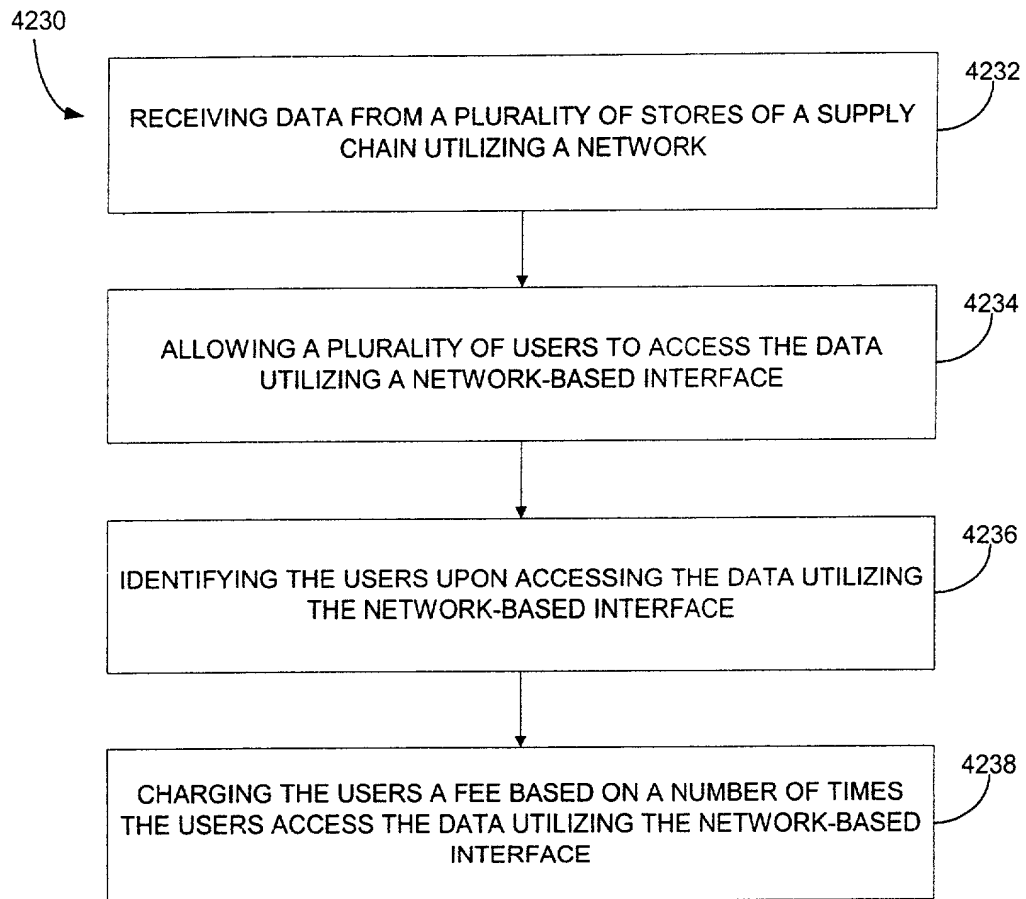 4230
4232
RECEIVING DATA FROM A PLURALITY OF STORES OF A SUPPLY
CHAIN UTILIZING A NETWORK
4234
ALLOWING A PLURALITY OF USERS TO ACCESS THE DATA
UTILIZING A NETWORK-BASED INTERFACE
4236
IDENTIFYING THE USERS UPON ACCESSING THE DATA UTILIZING
THE NETWORK-BASED INTERFACE
4238
CHARGING THE USERS A FEE BASED ON A NUMBER OF TIMES
THE USERS ACCESS THE DATA UTILIZING THE NETWORK-BASED
INTERFACE